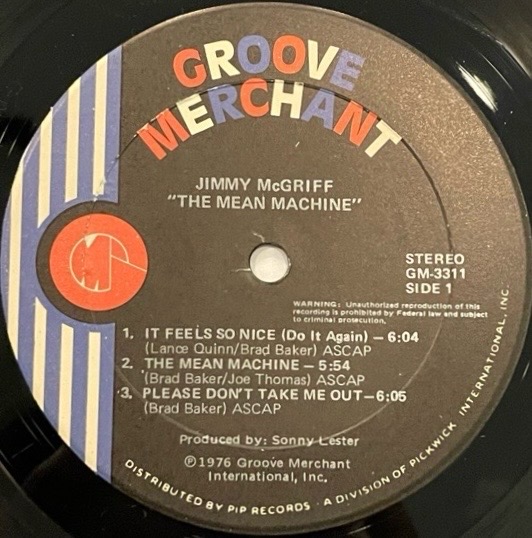 GROOVE
MERCHANT
JIMMY McGRIFF
"THE MEAN MACHINE"
STEREO
GM-3311
SIDE 1
WARNING: Unauthorized reproduction of this
recording is prohibited by Federal law and subject
to criminal prosecution.
1. IT FEELS SO NICE (Do It Again) – 6:04
(Lance Quinn/Brad Baker) ASCAP
2. THE MEAN MACHINE – 5:54
(Brad Baker/Joe Thomas) ASCAP
3. PLEASE DON'T TAKE ME OUT–6:05
(Brad Baker) ASCAP
Produced by: Sonny Lester
℗1976 Groove Merchant
International, Inc.
DISTRIBUTED BY PIP RECORDS · A DIVISION OF PICKWICK INTERNATIONAL, INC.